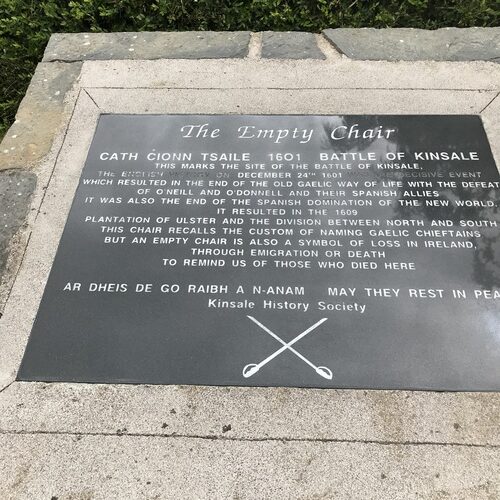 The Empty Chair
CATH CIONN TSAILE 1601 BATTLE OF KINSALE
THIS MARKS THE SITE OF THE BATTLE OF KINSALE,
THE ENGLISH ON DECEMBER 24TH 1601 DECISIVE EVENT
WHICH RESULTED IN THE END OF THE OLD GAELIC WAY OF LIFE WITH THE DEFEAT
OF O'NEILL AND O'DONNELL AND THEIR SPANISH ALLIES
IT WAS ALSO THE END OF THE SPANISH DOMINATION OF THE NEW WORLD.
IT RESULTED IN THE 1609
PLANTATION OF ULSTER AND THE DIVISION BETWEEN NORTH AND SOUTH
THIS CHAIR RECALLS THE CUSTOM OF NAMING GAELIC CHIEFTAINS
BUT AN EMPTY CHAIR IS ALSO A SYMBOL OF LOSS IN IRELAND,
THROUGH EMIGRATION OR DEATH
TO REMIND US OF THOSE WHO DIED HERE
AR DHEIS DE GO RAIBH A N-ANAM MAY THEY REST IN PEA
Kinsale History Society